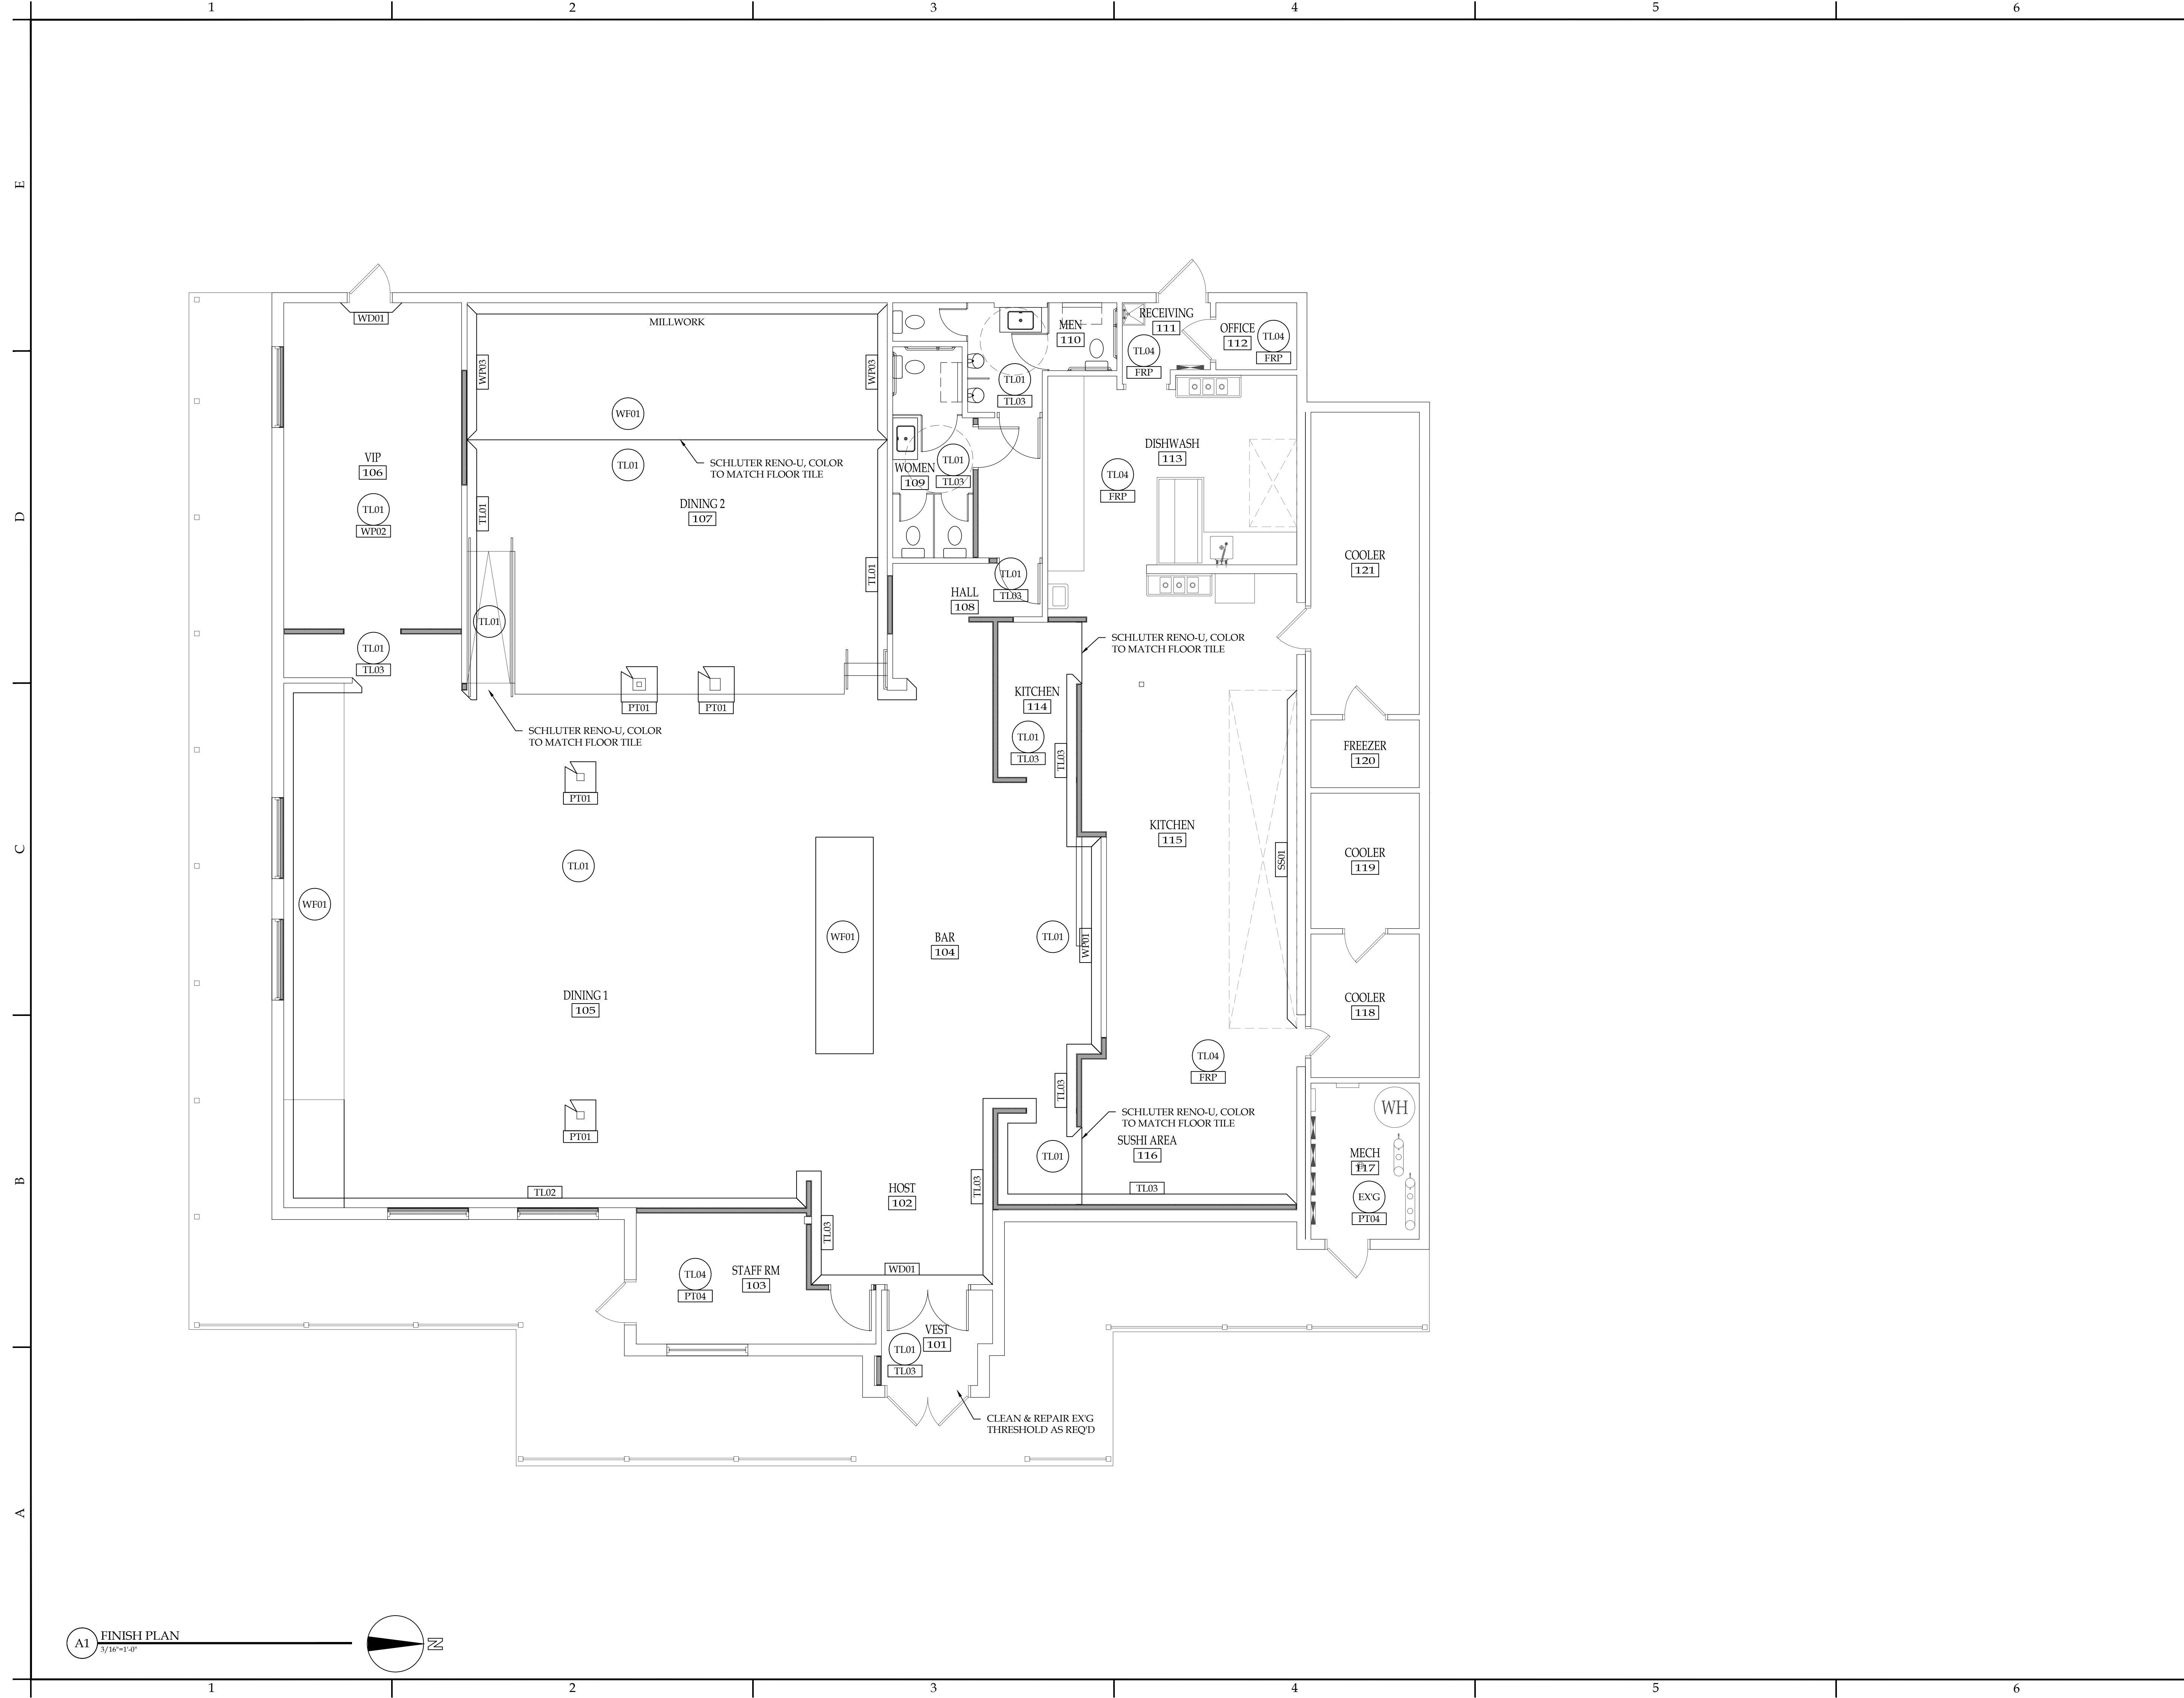 1 2 3 4 5 6
E
D
C
B
A
WD01
MILLWORK
WP03
WP03
WF01
TL01
SCHLUTER RENO-U, COLOR
TO MATCH FLOOR TILE
VIP
106
TL01
WP02
TL01
DINING 2
107
TL01
TL01
TL01
TL03
PT01
PT01
SCHLUTER RENO-U, COLOR
TO MATCH FLOOR TILE
MEN
110
TL01
TL03
WOMEN
109
TL01
TL03
HALL
108
TL01
TL03
RECEIVING
111
TL04
FRP
OFFICE
112
TL04
FRP
DISHWASH
113
TL04
FRP
COOLER
121
SCHLUTER RENO-U, COLOR
TO MATCH FLOOR TILE
KITCHEN
114
TL01
TL03
TL03
FREEZER
120
KITCHEN
115
SS01
COOLER
119
PT01
TL01
WF01
WF01
BAR
104
TL01
WP01
DINING 1
105
COOLER
118
TL04
FRP
TL03
SCHLUTER RENO-U, COLOR
TO MATCH FLOOR TILE
SUSHI AREA
116
TL01
TL03
WH
MECH
117
EX'G
PT04
PT01
TL02
HOST
102
TL03
TL03
WD01
STAFF RM
103
TL04
PT04
VEST
101
TL01
TL03
CLEAN & REPAIR EX'G
THRESHOLD AS REQ'D
A1
FINISH PLAN
3/16"=1'-0"
N
1 2 3 4 5 6